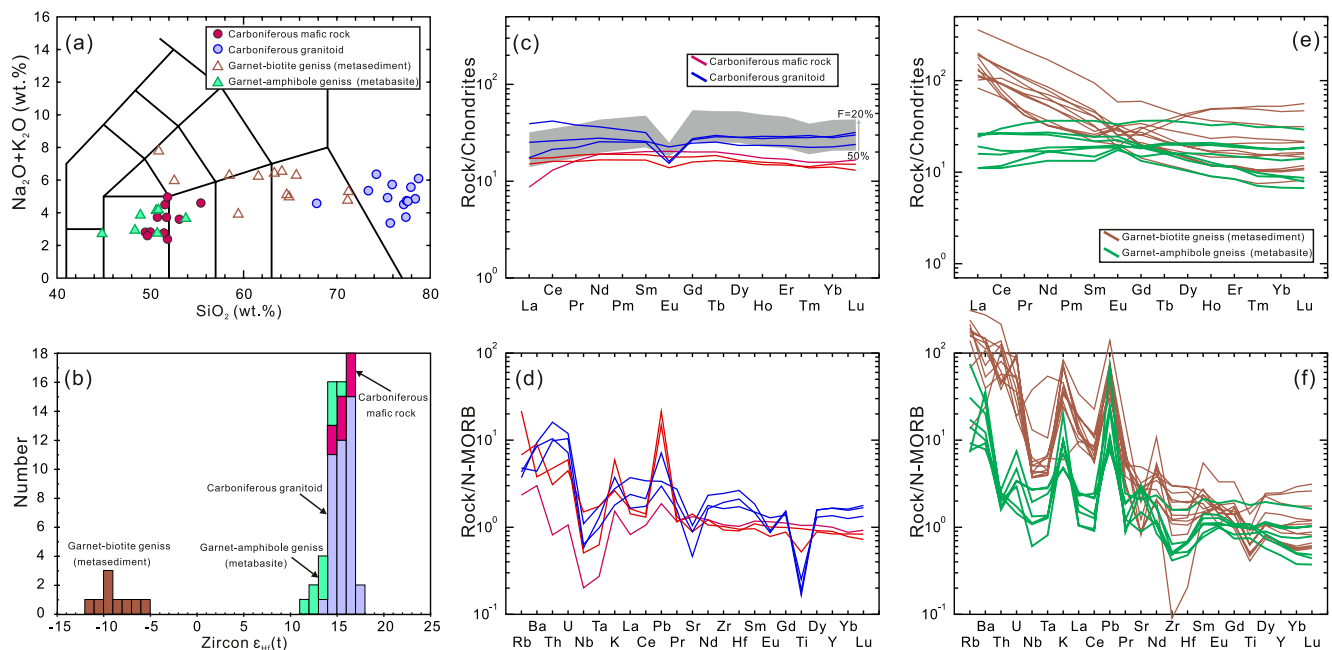 (a)
Carboniferous mafic rock
Carboniferous granitoid
Garnet-biotite geniss (metasediment)
Garnet-amphibole geniss (metabasite)
Na2O+K2O (wt.%)
16
14
12
10
8
6
4
2
0
40 50 60 70 80
SiO2 (wt.%)
(b)
Number
18
16
14
12
10
8
6
4
2
0
Carboniferous
mafic rock
Carboniferous granitoid
Garnet-amphibole geniss
(metabasite)
Garnet-biotite geniss
(metasediment)
-15 -10 -5 0 5 10 15 20 25
Zircon εHf(t)
(c)
Carboniferous mafic rock
Carboniferous granitoid
F=20%
50%
Rock/Chondrites
10²
10¹
10⁰
Ce Nd Sm Gd Dy Er Yb
La Pr Pm Eu Tb Ho Tm Lu
(d)
Rock/N-MORB
10²
10¹
10⁰
10⁻¹
Ba U Ta La Pb Sr Zr Sm Gd Dy Yb
Rb Th Nb K Ce Pr Nd Hf Eu Ti Y Lu
(e)
Rock/Chondrites
10²
10¹
10⁰
Garnet-biotite gneiss (metasediment)
Garnet-amphibole gneiss (metabasite)
Ce Nd Sm Gd Dy Er Yb
La Pr Pm Eu Tb Ho Tm Lu
(f)
Rock/N-MORB
10²
10¹
10⁰
10⁻¹
Ba U Ta La Pb Sr Zr Sm Gd Dy Yb
Rb Th Nb K Ce Pr Nd Hf Eu Ti Y Lu